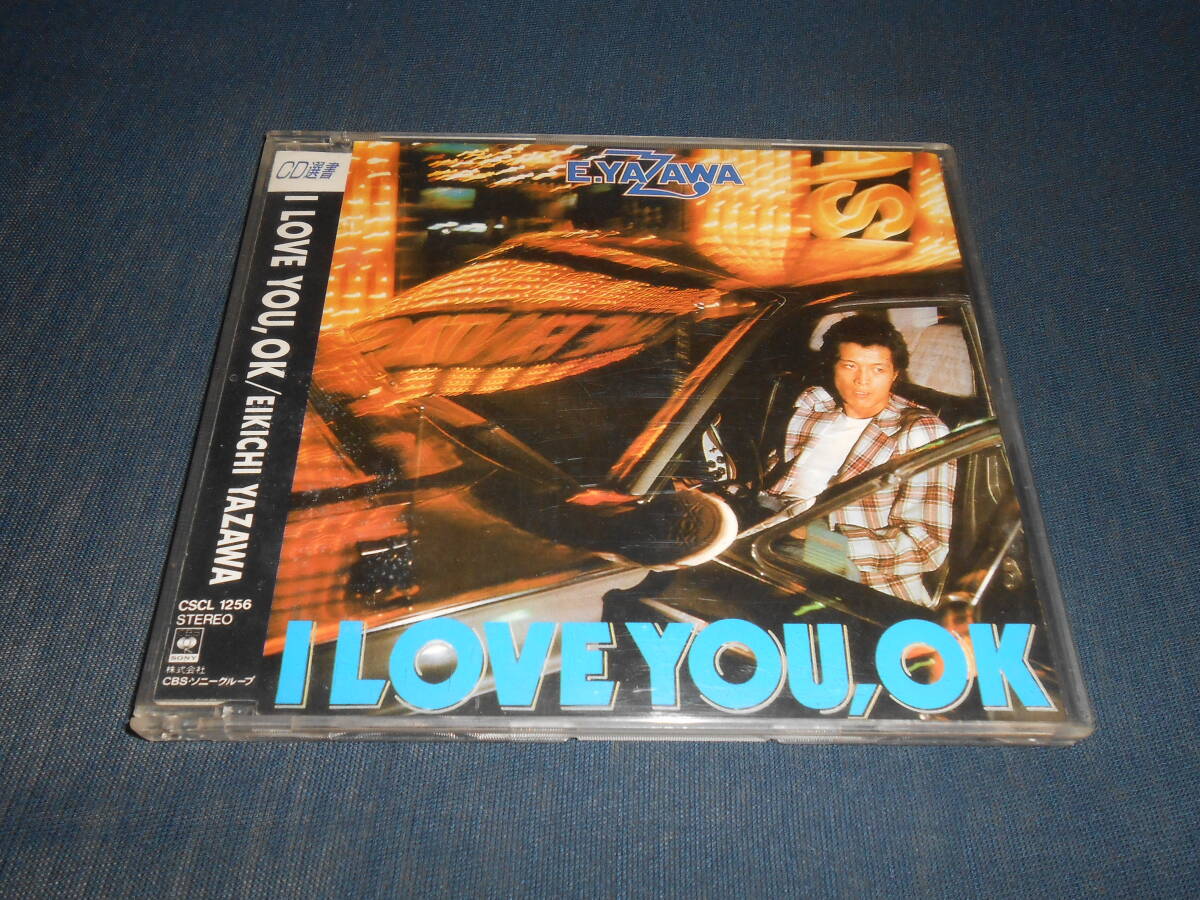 CD選書
I LOVE YOU, OK/EIKICHI YAZAWA
CSCL 1256
STEREO
SONY
株式会社
CBS・ソニーグループ
E.YAZAWA
I LOVE YOU, OK